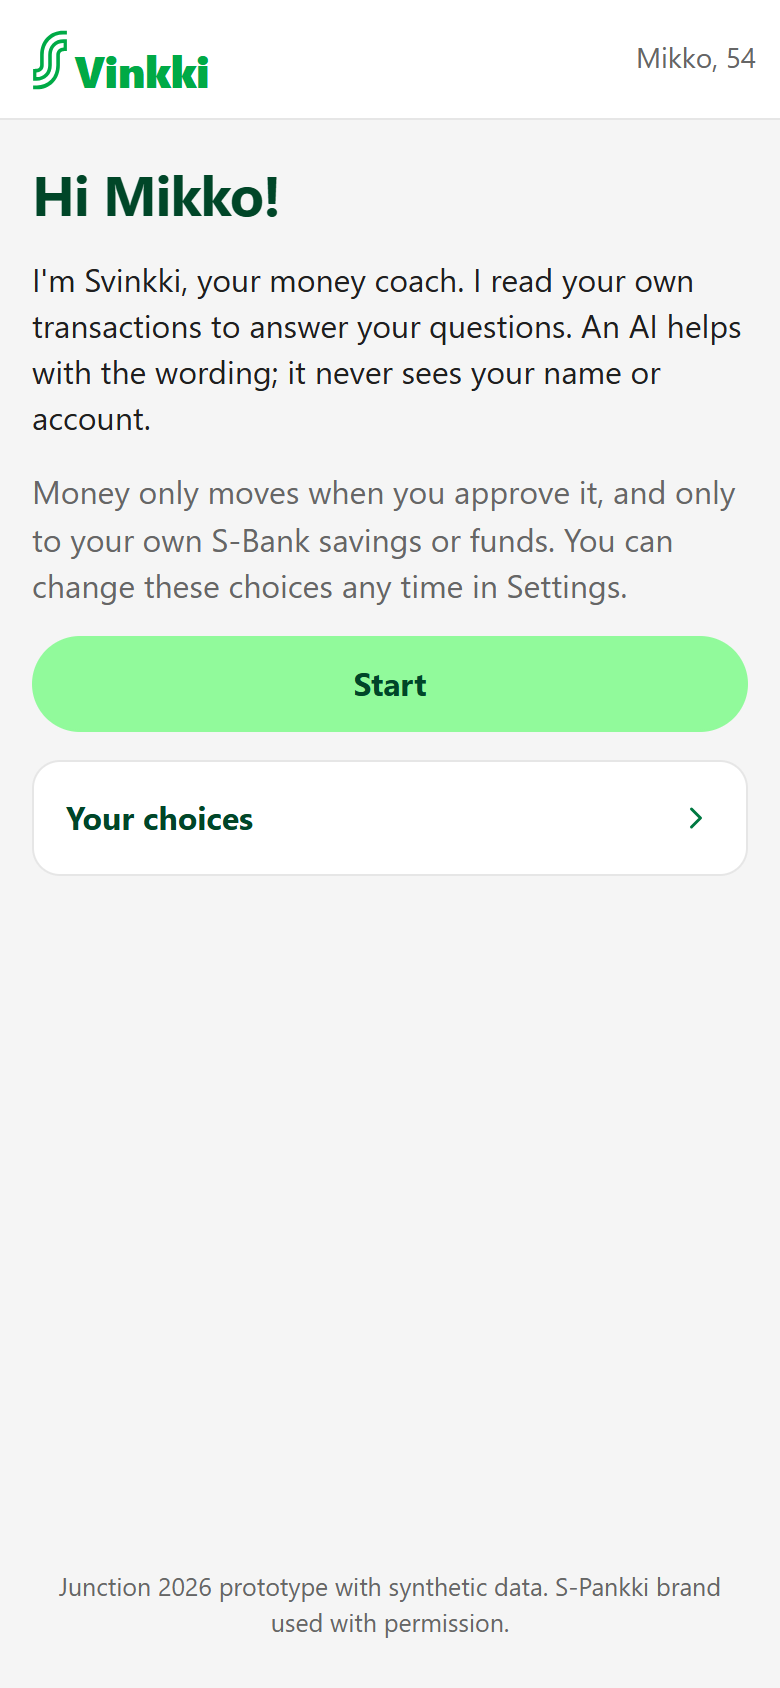 Vinkki
Mikko, 54
Hi Mikko!
I'm Svinkki, your money coach. I read your own
transactions to answer your questions. An AI helps
with the wording; it never sees your name or
account.
Money only moves when you approve it, and only
to your own S-Bank savings or funds. You can
change these choices any time in Settings.
Start
Your choices
Junction 2026 prototype with synthetic data. S-Pankki brand
used with permission.